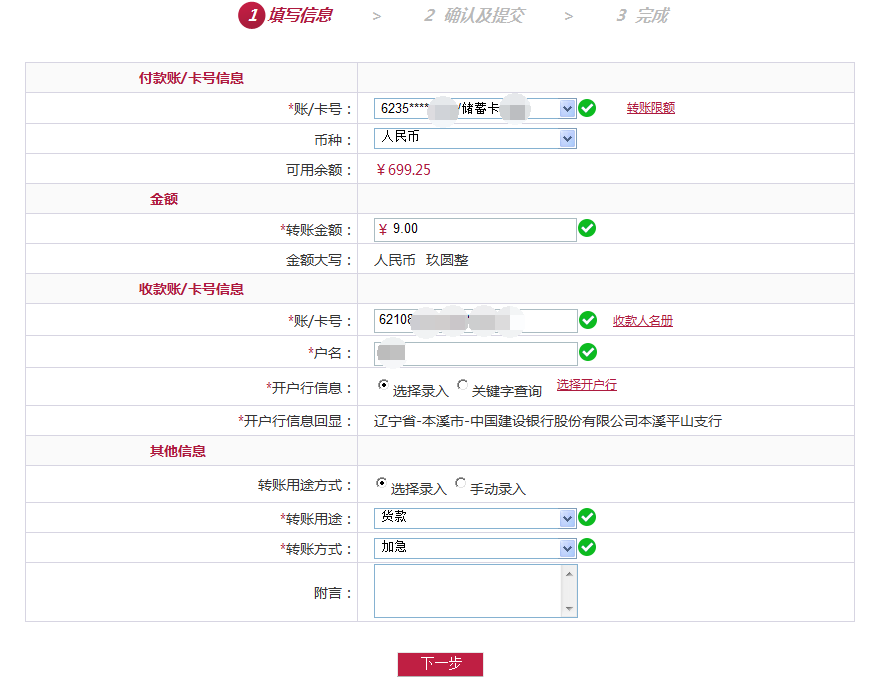 1 填写信息 > 2 确认及提交 > 3 完成
付款账/卡号信息
*账/卡号： 6235**** /储蓄卡 转账限额
币种： 人民币
可用余额： ￥699.25
金额
*转账金额： ￥ 9.00
金额大写： 人民币 玖圆整
收款账/卡号信息
*账/卡号： 62108 收款人名册
*户名：
*开户行信息： 选择录入 关键字查询 选择开户行
*开户行信息回显： 辽宁省-本溪市-中国建设银行股份有限公司本溪平山支行
其他信息
转账用途方式： 选择录入 手动录入
*转账用途： 货款
*转账方式： 加急
附言：
下一步